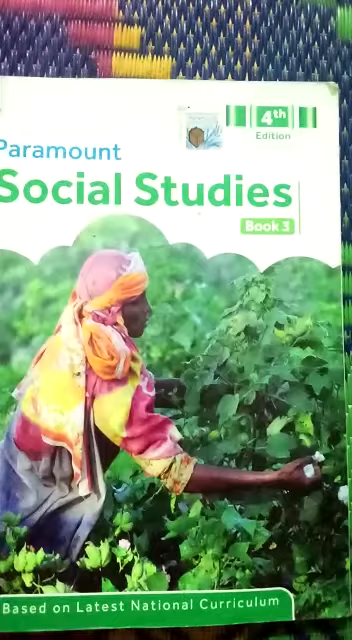 4th
Edition
Paramount
Social Studies
Book 3
Based on Latest National Curriculum